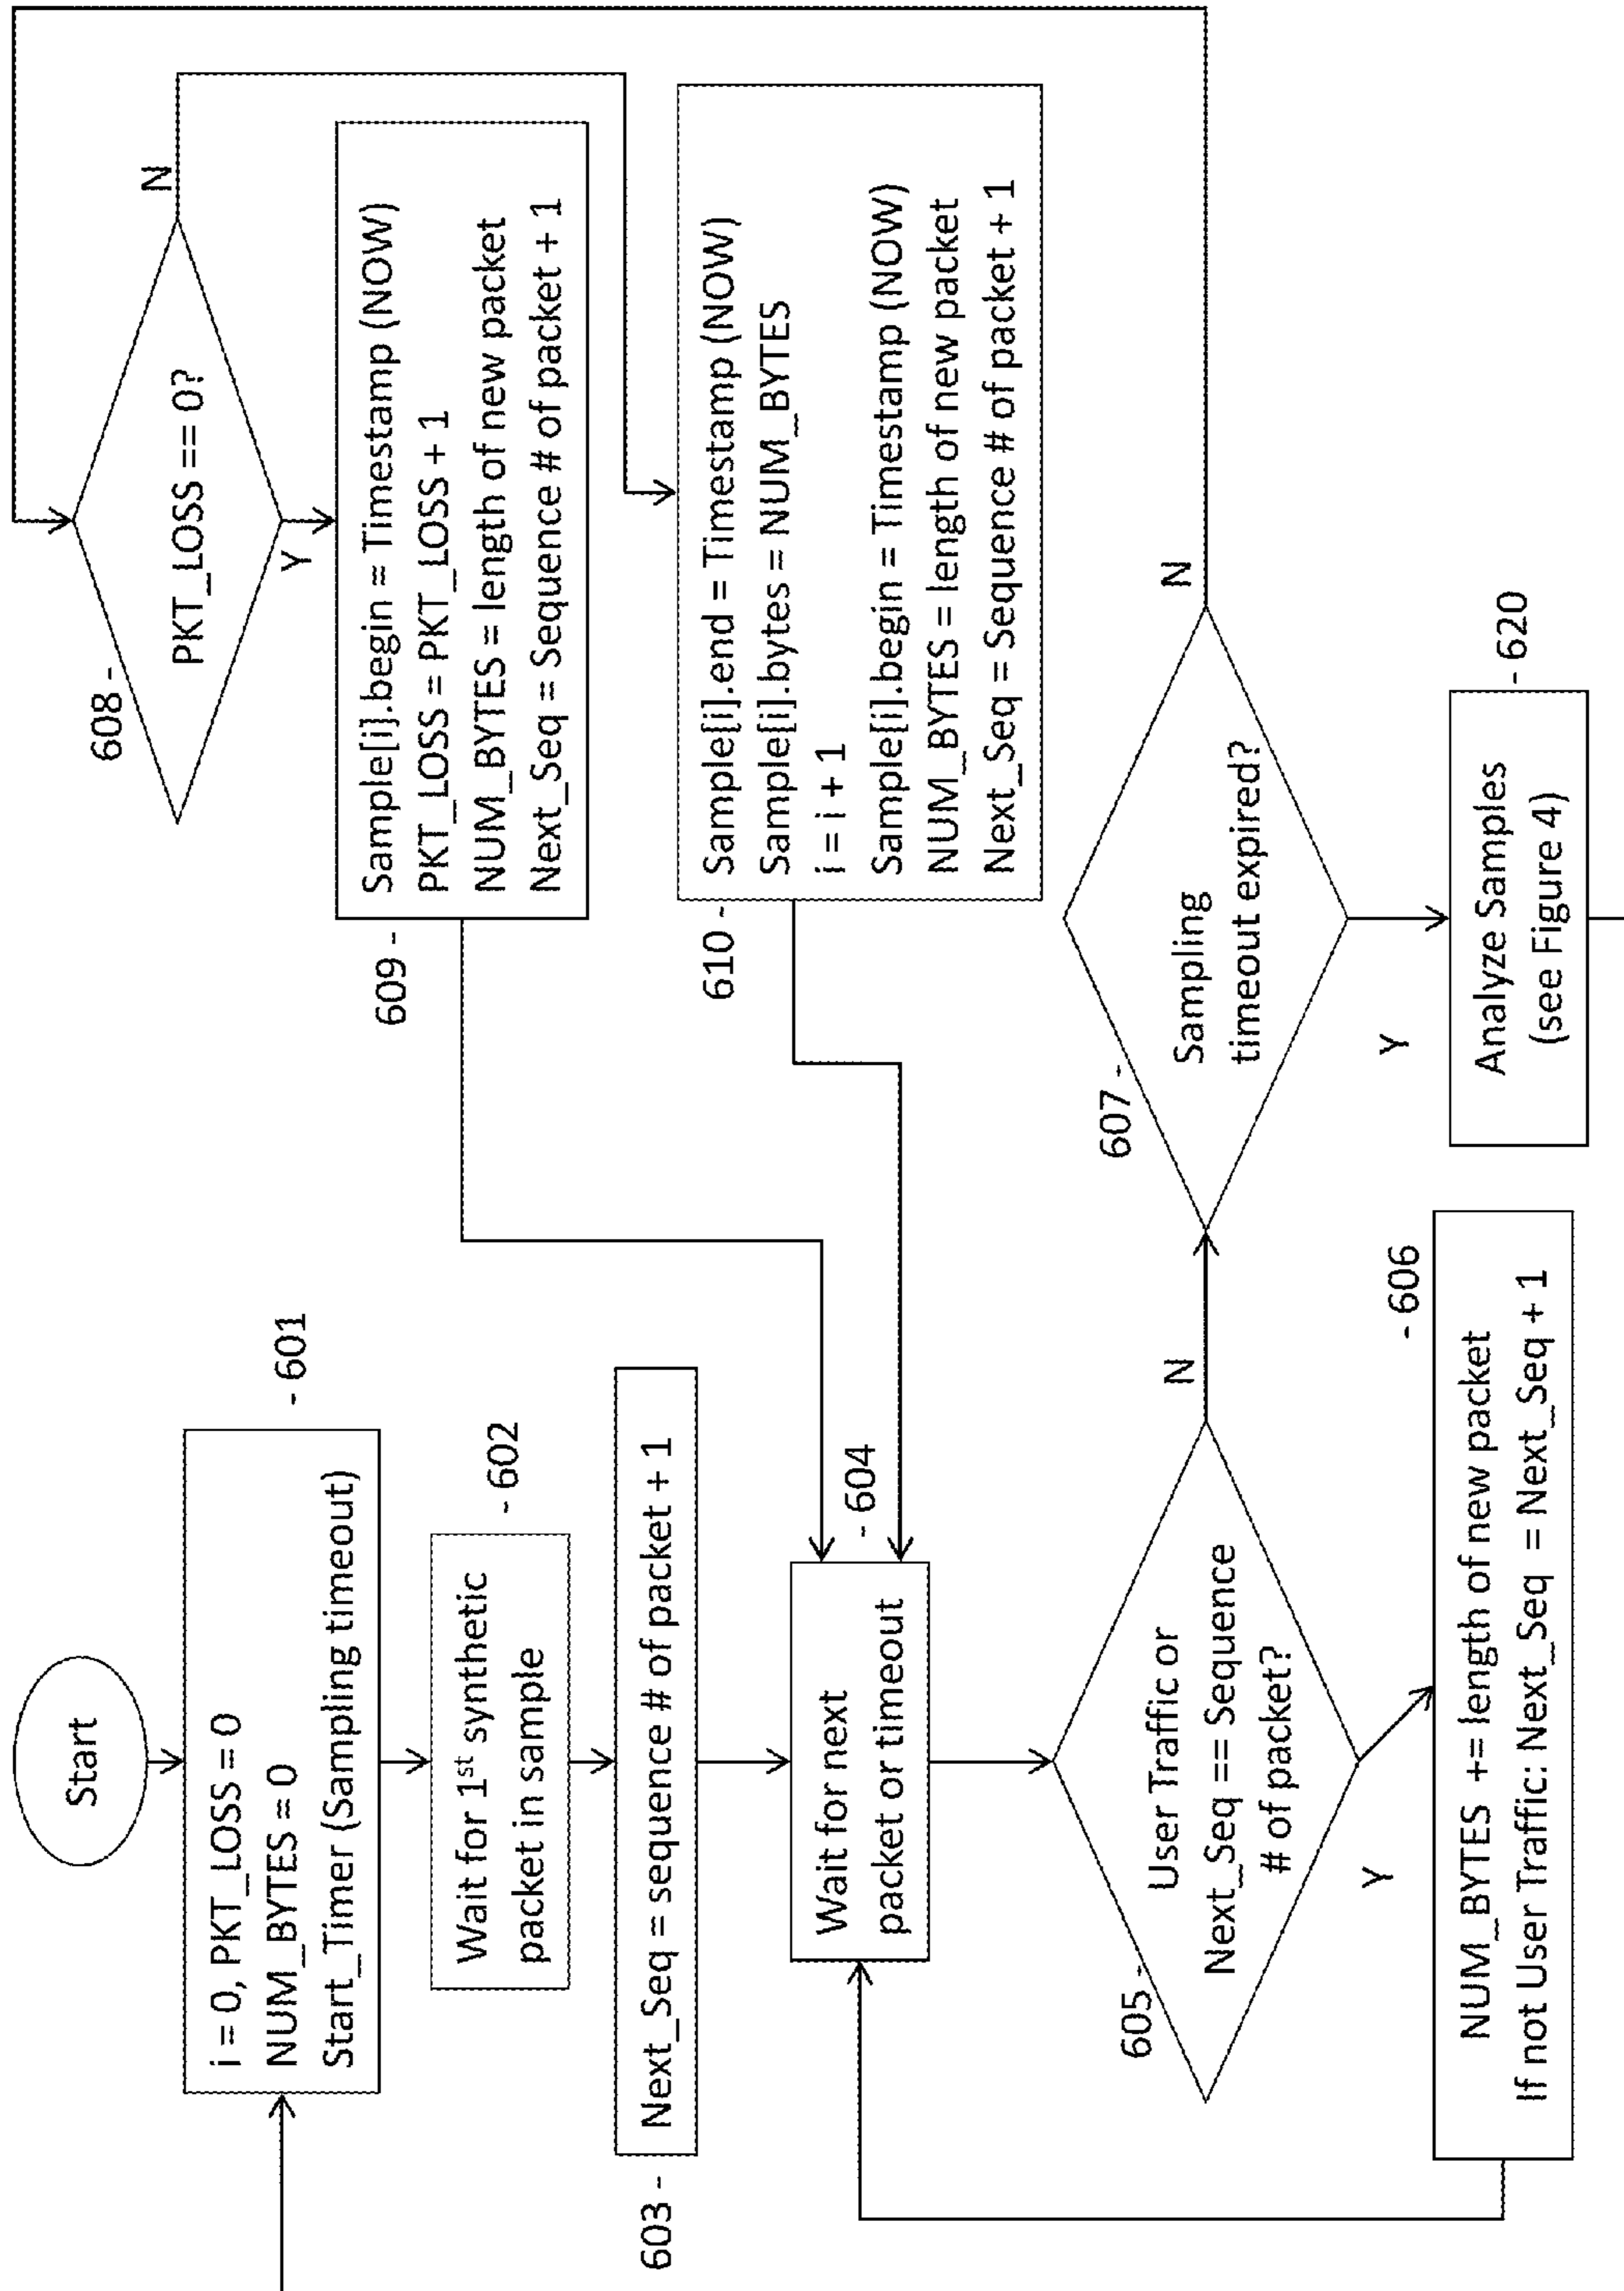 Start
- 601
i = 0, PKT_LOSS = 0
NUM_BYTES = 0
Start_Timer (Sampling timeout)
- 602
Wait for 1st synthetic
packet in sample
603 -
Next_Seq = sequence # of packet + 1
- 604
Wait for next
packet or timeout
605 -
User Traffic or
Next_Seq == Sequence
# of packet?
N
Y
- 606
NUM_BYTES += length of new packet
If not User Traffic: Next_Seq = Next_Seq + 1
607 -
Sampling
timeout expired?
N
Y
- 620
Analyze Samples
(see Figure 4)
608 -
PKT_LOSS == 0?
N
Y
609 -
Sample[i].begin = Timestamp (NOW)
PKT_LOSS = PKT_LOSS + 1
NUM_BYTES = length of new packet
Next_Seq = Sequence # of packet + 1
610 -
Sample[i].end = Timestamp (NOW)
Sample[i].bytes = NUM_BYTES
i = i + 1
Sample[i].begin = Timestamp (NOW)
NUM_BYTES = length of new packet
Next_Seq = Sequence # of packet + 1